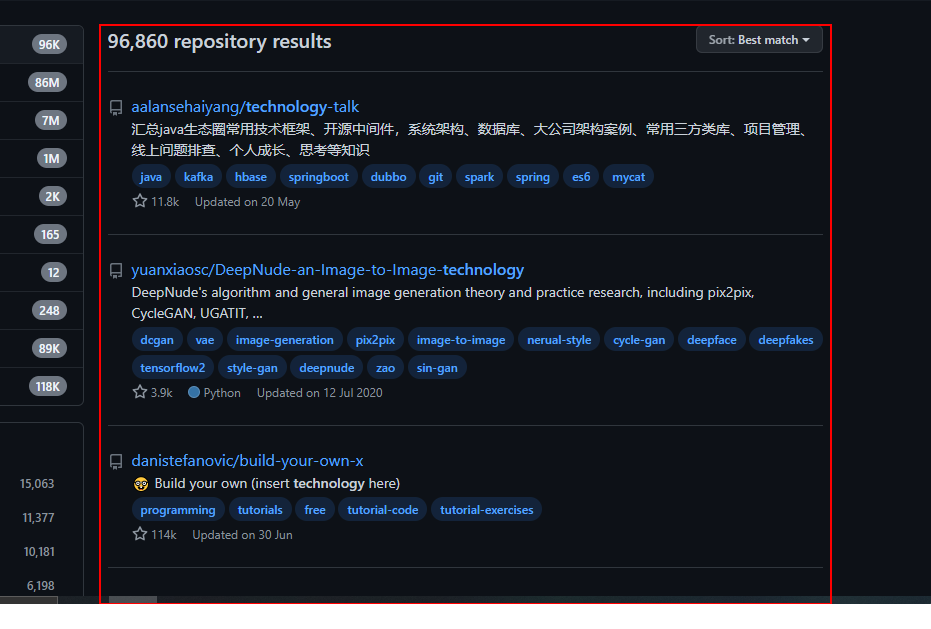 96K
86M
7M
1M
2K
165
12
248
89K
118K
15,063
11,377
10,181
6,198
96,860 repository results
Sort: Best match
aalansehaiyang/technology-talk
汇总java生态圈常用技术框架、开源中间件，系统架构、数据库、大公司架构案例、常用三方类库、项目管理、
线上问题排查、个人成长、思考等知识
java kafka hbase springboot dubbo git spark spring es6 mycat
11.8k Updated on 20 May
yuanxiaosc/DeepNude-an-Image-to-Image-technology
DeepNude's algorithm and general image generation theory and practice research, including pix2pix,
CycleGAN, UGATIT, ...
dcgan vae image-generation pix2pix image-to-image nerual-style cycle-gan deepface deepfakes
tensorflow2 style-gan deepnude zao sin-gan
3.9k Python Updated on 12 Jul 2020
danistefanovic/build-your-own-x
🤓 Build your own (insert technology here)
programming tutorials free tutorial-code tutorial-exercises
114k Updated on 30 Jun